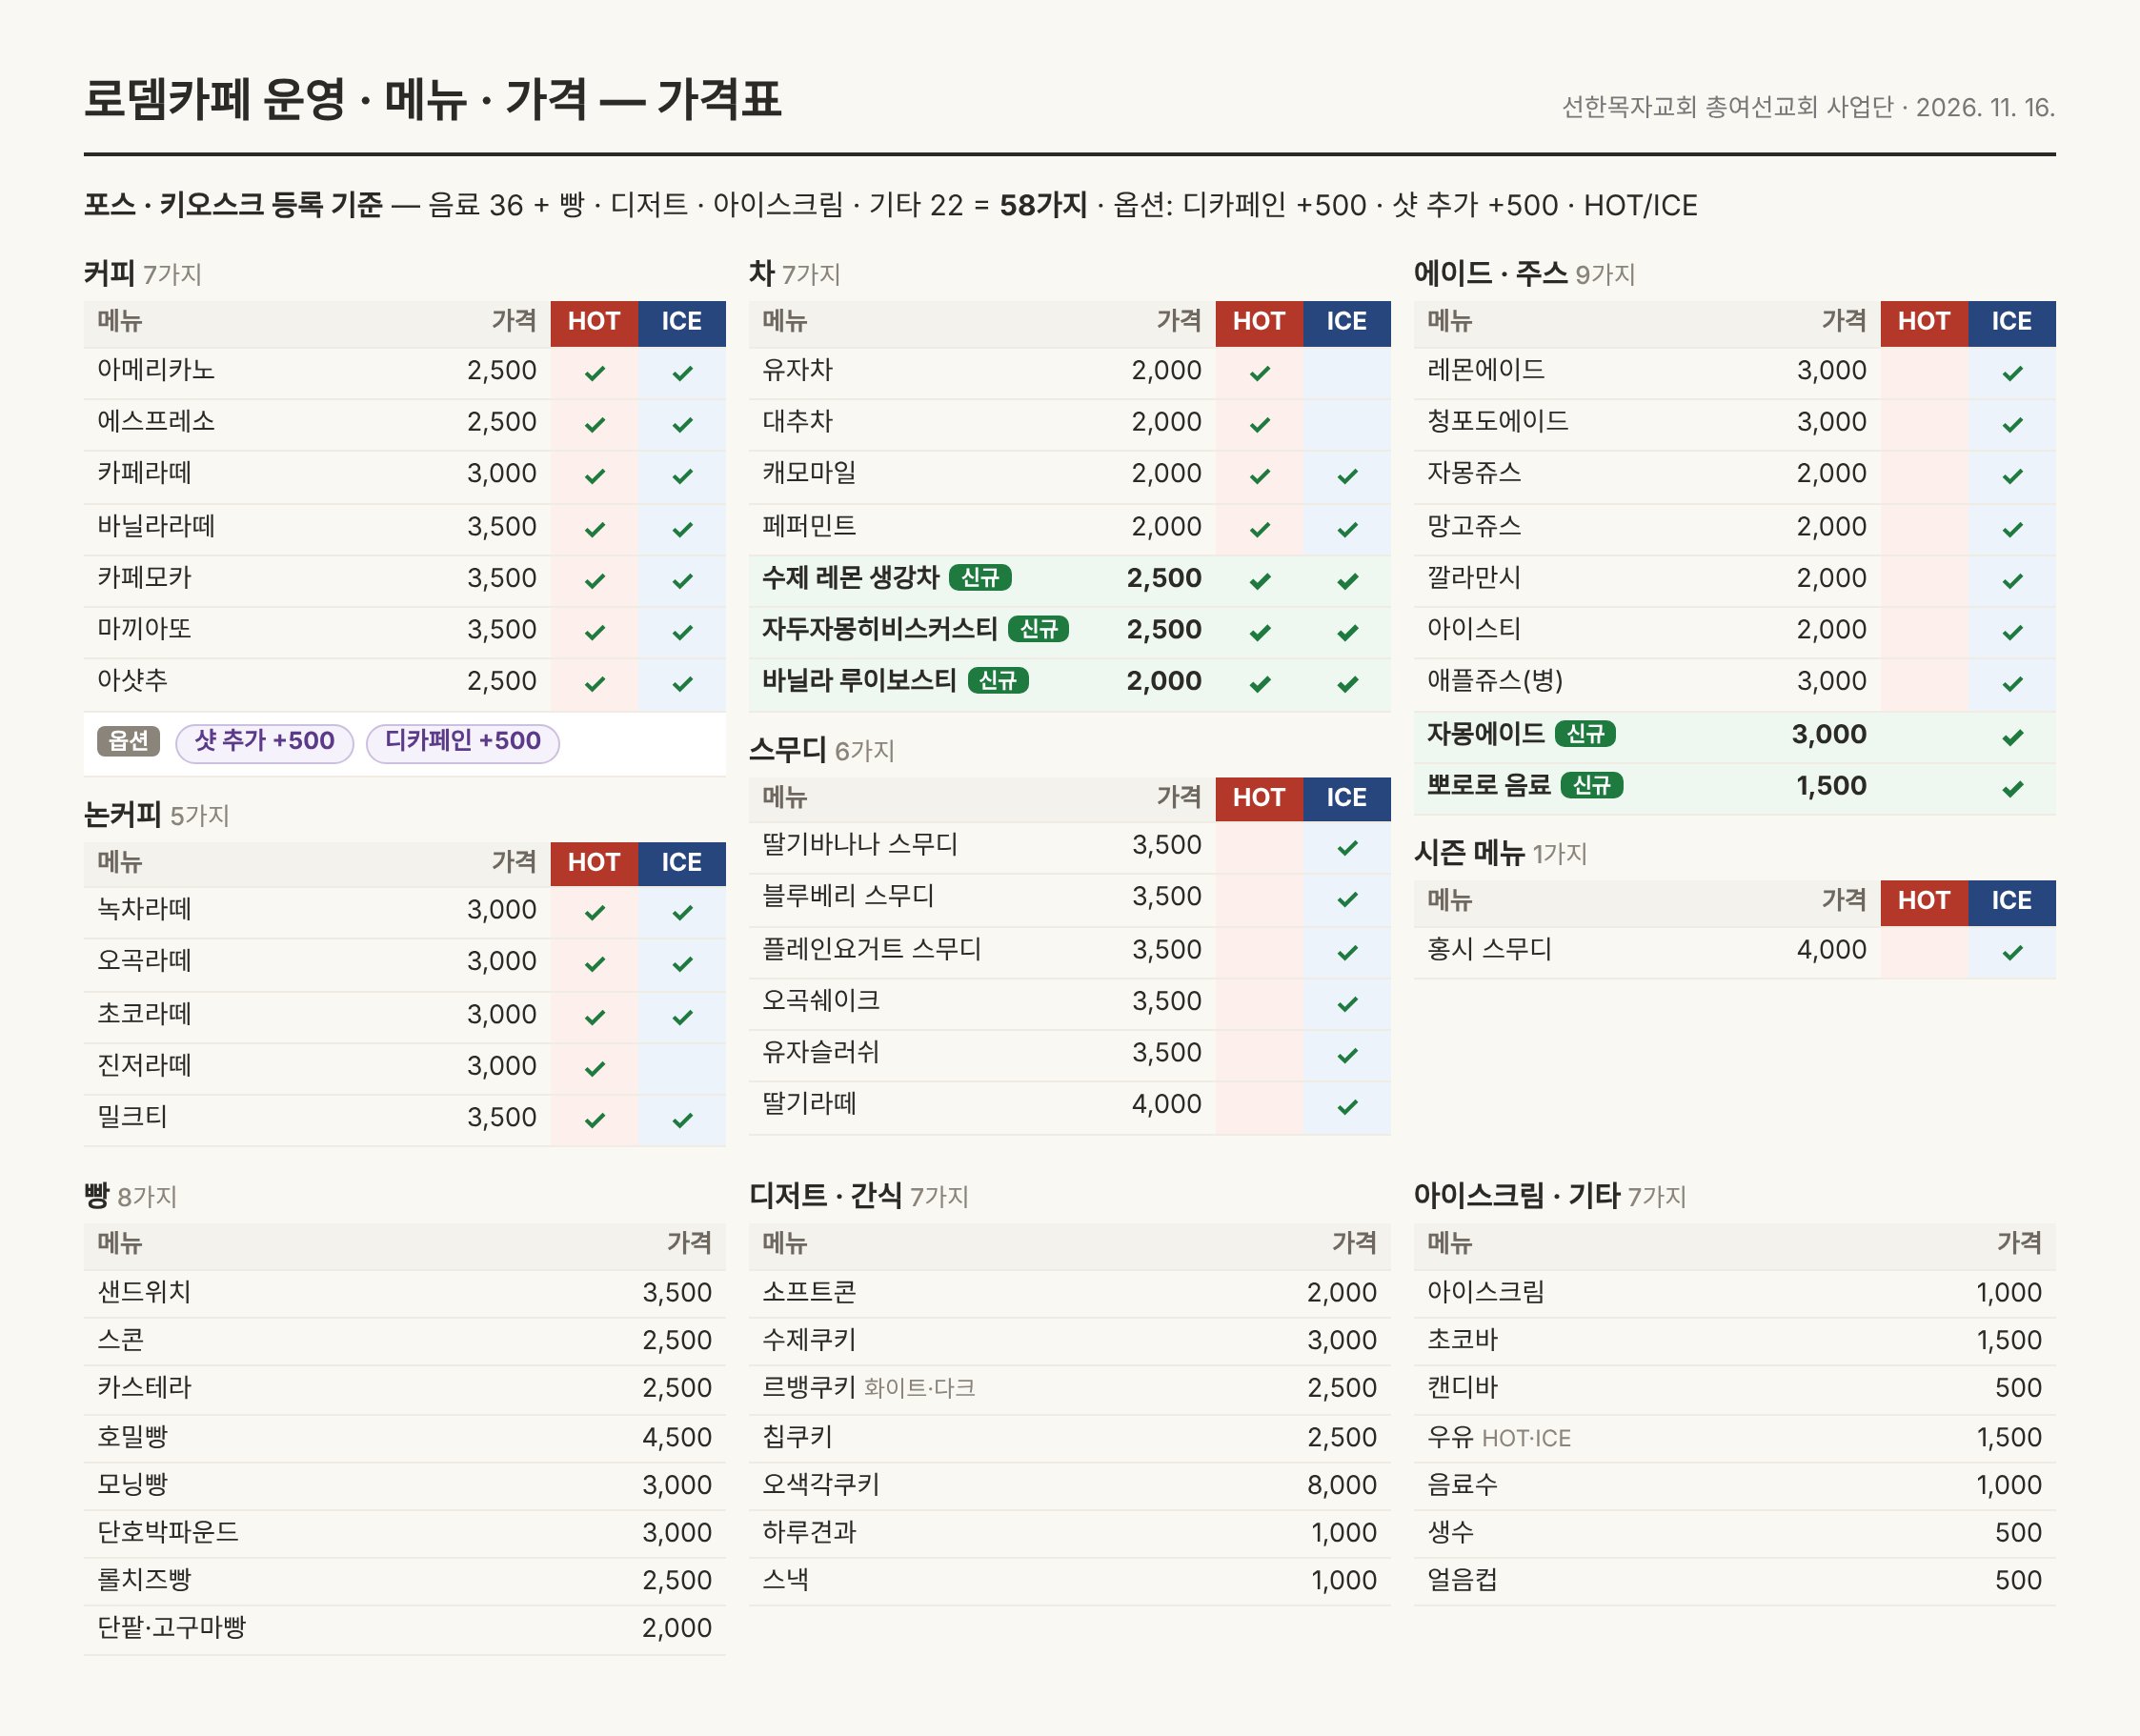 로뎀카페 운영 · 메뉴 · 가격 — 가격표
선한목자교회 총여선교회 사업단 · 2026. 11. 16.
포스 · 키오스크 등록 기준 — 음료 36 + 빵 · 디저트 · 아이스크림 · 기타 22 = 58가지 · 옵션: 디카페인 +500 · 샷 추가 +500 · HOT/ICE
커피 7가지
메뉴 가격 HOT ICE
아메리카노 2,500 ✓ ✓
에스프레소 2,500 ✓ ✓
카페라떼 3,000 ✓ ✓
바닐라라떼 3,500 ✓ ✓
카페모카 3,500 ✓ ✓
마끼아또 3,500 ✓ ✓
아샷추 2,500 ✓ ✓
옵션 샷 추가 +500 디카페인 +500
논커피 5가지
메뉴 가격 HOT ICE
녹차라떼 3,000 ✓ ✓
오곡라떼 3,000 ✓ ✓
초코라떼 3,000 ✓ ✓
진저라떼 3,000 ✓
밀크티 3,500 ✓ ✓
차 7가지
메뉴 가격 HOT ICE
유자차 2,000 ✓
대추차 2,000 ✓
캐모마일 2,000 ✓ ✓
페퍼민트 2,000 ✓ ✓
수제 레몬 생강차 신규 2,500 ✓ ✓
자두자몽히비스커스티 신규 2,500 ✓ ✓
바닐라 루이보스티 신규 2,000 ✓ ✓
스무디 6가지
메뉴 가격 HOT ICE
딸기바나나 스무디 3,500 ✓
블루베리 스무디 3,500 ✓
플레인요거트 스무디 3,500 ✓
오곡쉐이크 3,500 ✓
유자슬러쉬 3,500 ✓
딸기라떼 4,000 ✓
에이드 · 주스 9가지
메뉴 가격 HOT ICE
레몬에이드 3,000 ✓
청포도에이드 3,000 ✓
자몽쥬스 2,000 ✓
망고쥬스 2,000 ✓
깔라만시 2,000 ✓
아이스티 2,000 ✓
애플쥬스(병) 3,000 ✓
자몽에이드 신규 3,000 ✓
뽀로로 음료 신규 1,500 ✓
시즌 메뉴 1가지
메뉴 가격 HOT ICE
홍시 스무디 4,000 ✓
빵 8가지
메뉴 가격
샌드위치 3,500
스콘 2,500
카스테라 2,500
호밀빵 4,500
모닝빵 3,000
단호박파운드 3,000
롤치즈빵 2,500
단팥·고구마빵 2,000
디저트 · 간식 7가지
메뉴 가격
소프트콘 2,000
수제쿠키 3,000
르뱅쿠키 화이트·다크 2,500
칩쿠키 2,500
오색각쿠키 8,000
하루견과 1,000
스낵 1,000
아이스크림 · 기타 7가지
메뉴 가격
아이스크림 1,000
초코바 1,500
캔디바 500
우유 HOT·ICE 1,500
음료수 1,000
생수 500
얼음컵 500